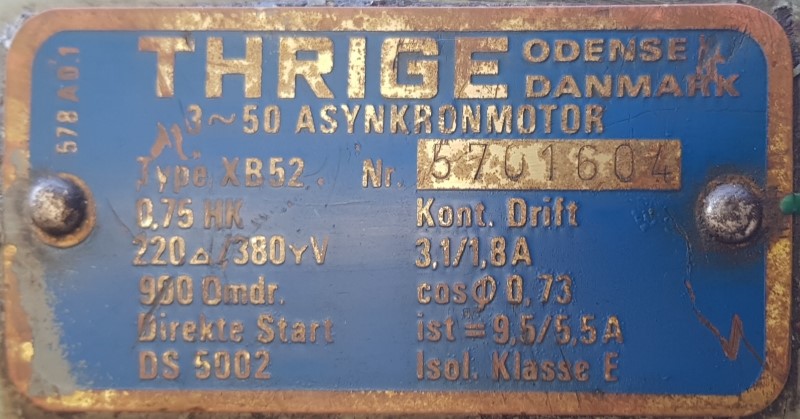 578 A0.1
THRIGE ODENSE
DANMARK
3~50 ASYNKRONMOTOR
Type XB52. Nr. 5701604
0,75 HK Kont. Drift
220△/380YV 3,1/1,8A
900 Omdr. cosϕ 0,73
Direkte Start ist=9,5/5,5A
DS 5002 Isol. Klasse E